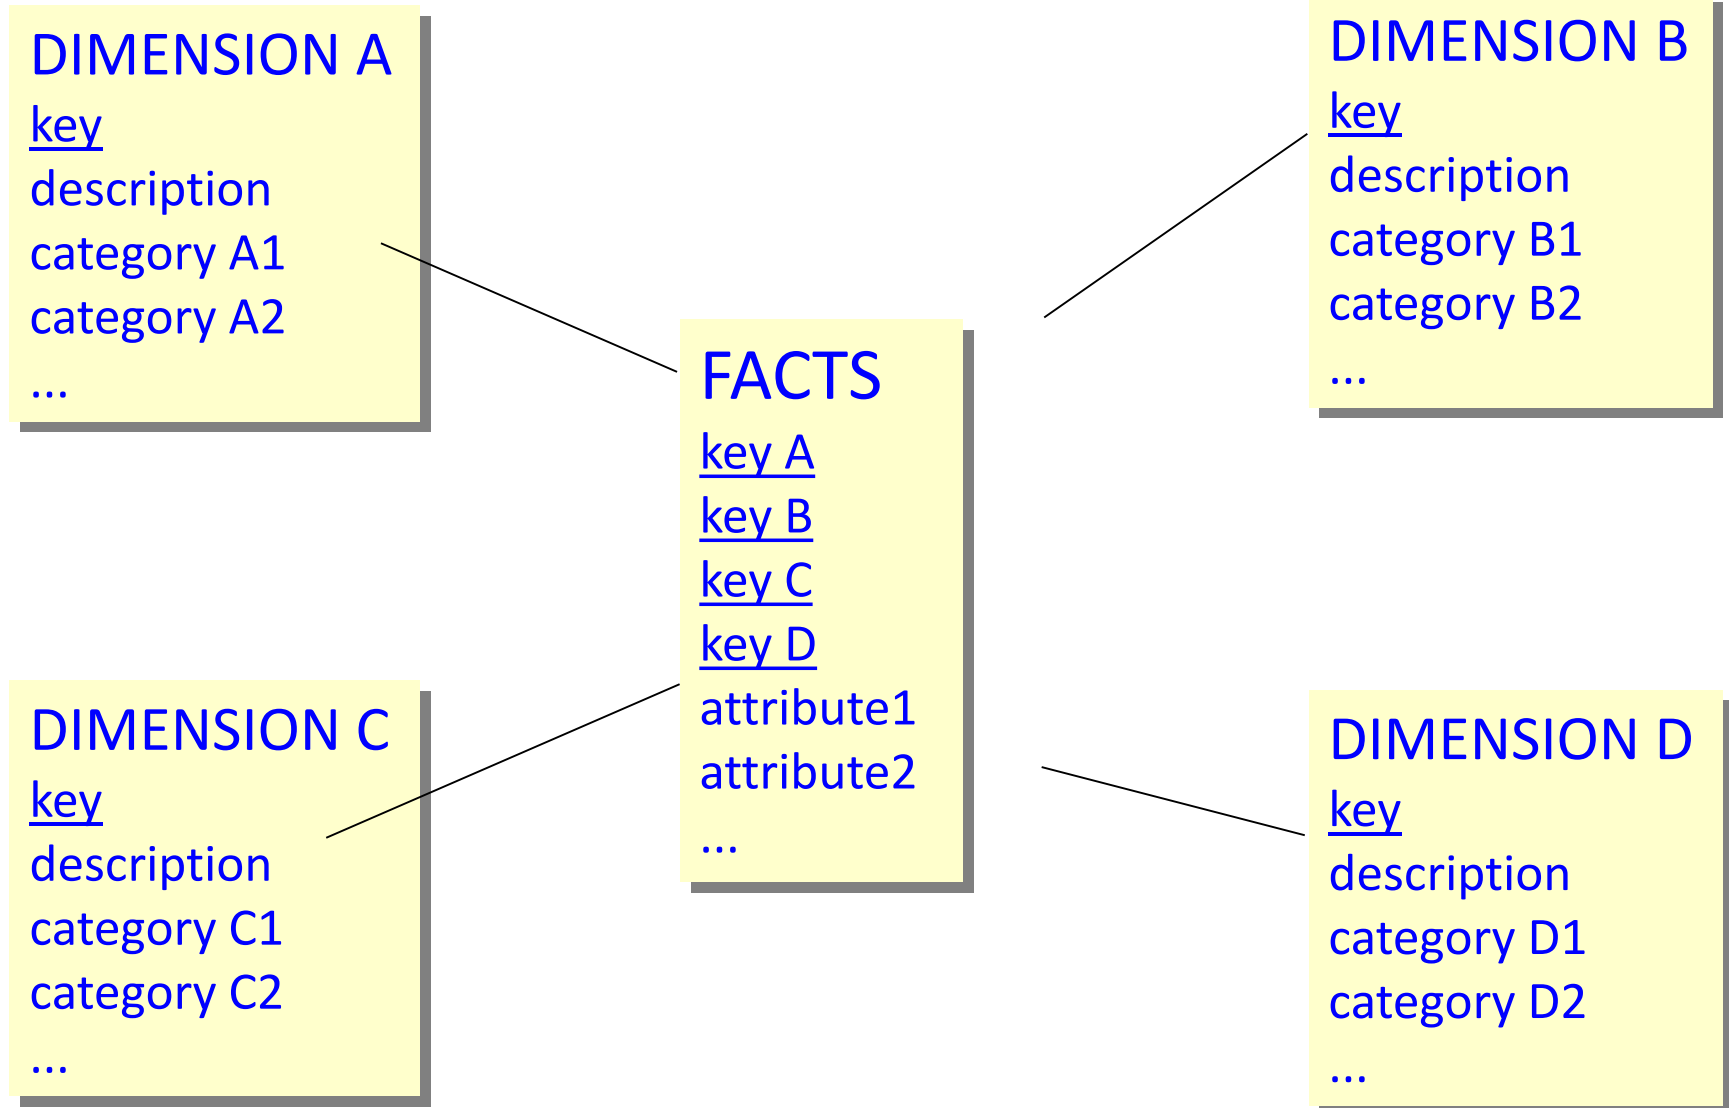 DIMENSION A
key
description
category A1
category A2
...
DIMENSION B
key
description
category B1
category B2
...
FACTS
key A
key B
key C
key D
attribute1
attribute2
...
DIMENSION C
key
description
category C1
category C2
...
DIMENSION D
key
description
category D1
category D2
...